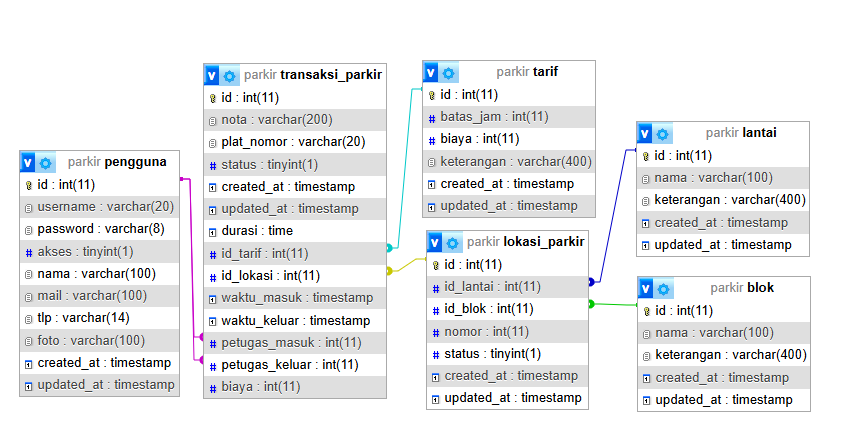 parkir pengguna
id : int(11)
username : varchar(20)
password : varchar(8)
akses : tinyint(1)
nama : varchar(100)
mail : varchar(100)
tlp : varchar(14)
foto : varchar(100)
created_at : timestamp
updated_at : timestamp
parkir transaksi_parkir
id : int(11)
nota : varchar(200)
plat_nomor : varchar(20)
status : tinyint(1)
created_at : timestamp
updated_at : timestamp
durasi : time
id_tarif : int(11)
id_lokasi : int(11)
waktu_masuk : timestamp
waktu_keluar : timestamp
petugas_masuk : int(11)
petugas_keluar : int(11)
biaya : int(11)
parkir tarif
id : int(11)
batas_jam : int(11)
biaya : int(11)
keterangan : varchar(400)
created_at : timestamp
updated_at : timestamp
parkir lokasi_parkir
id : int(11)
id_lantai : int(11)
id_blok : int(11)
nomor : int(11)
status : tinyint(1)
created_at : timestamp
updated_at : timestamp
parkir lantai
id : int(11)
nama : varchar(100)
keterangan : varchar(400)
created_at : timestamp
updated_at : timestamp
parkir blok
id : int(11)
nama : varchar(100)
keterangan : varchar(400)
created_at : timestamp
updated_at : timestamp